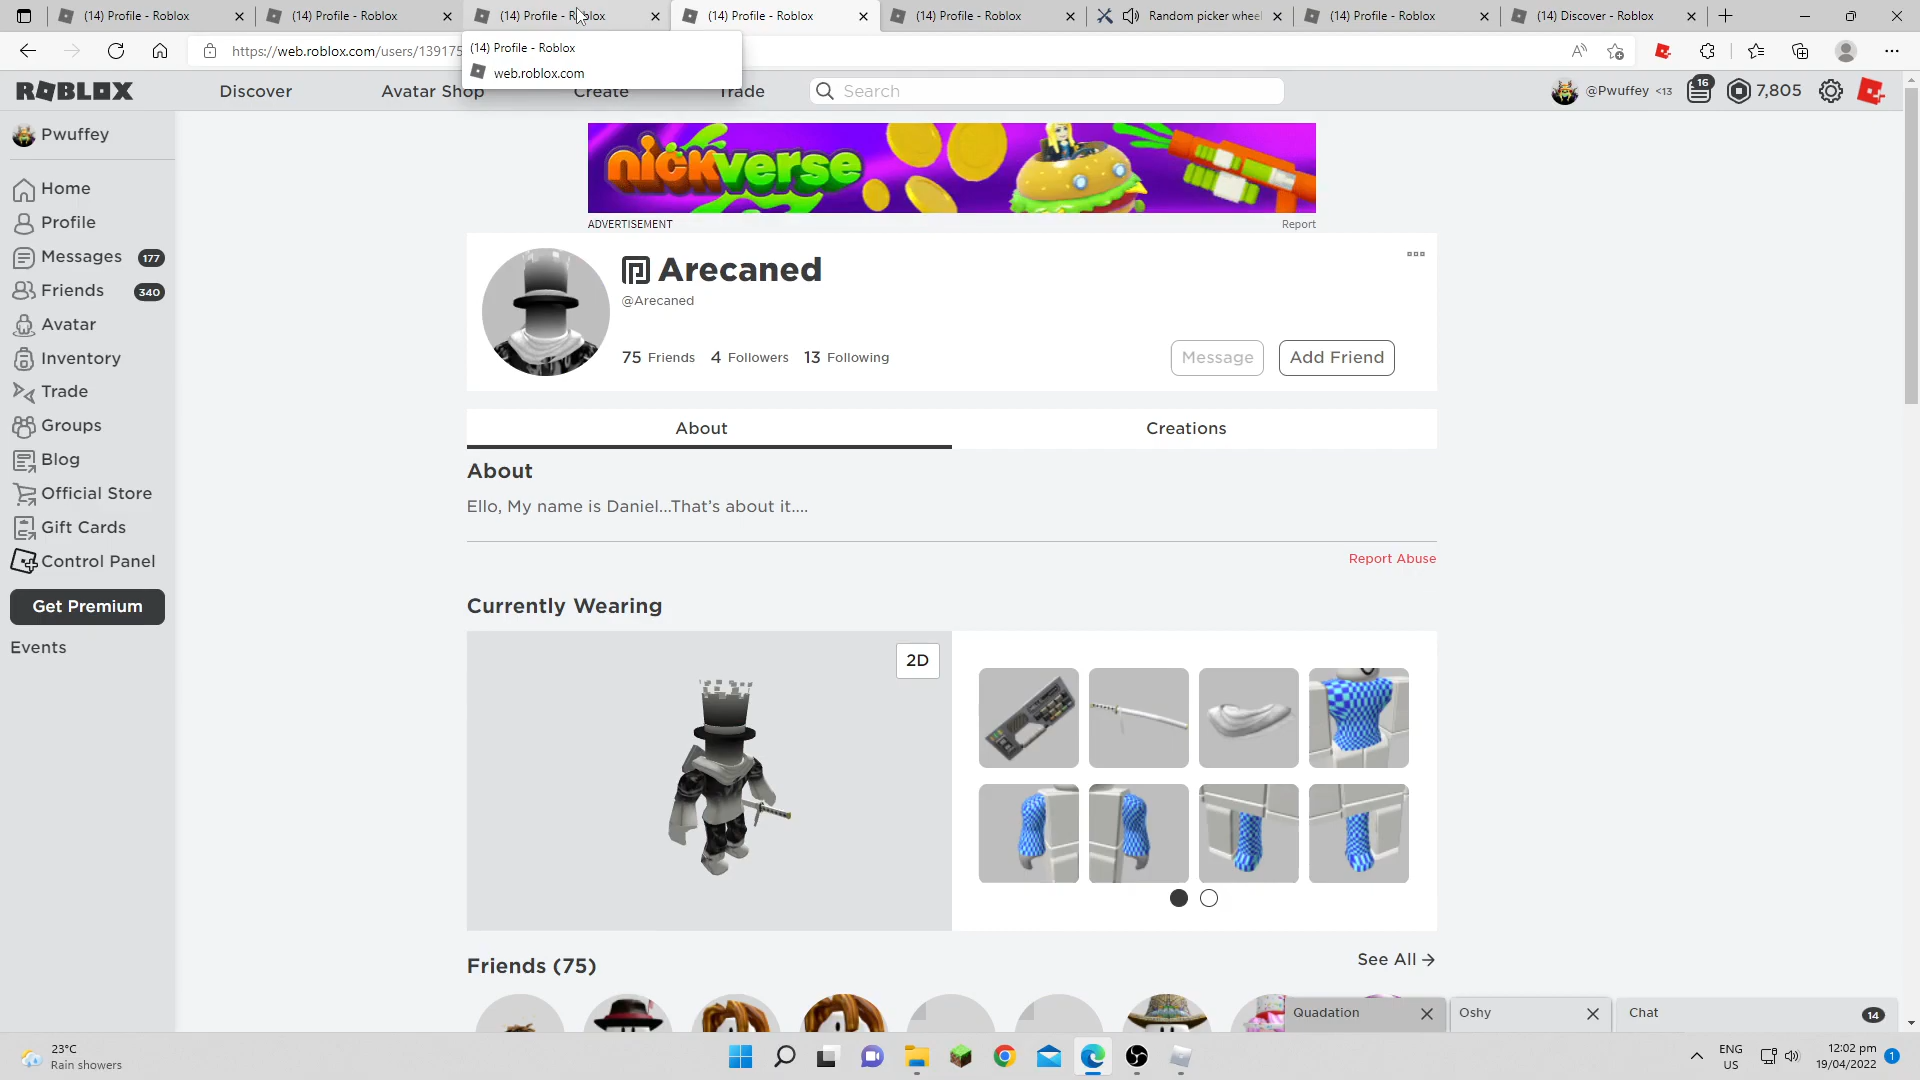 (14) Profile - Roblox
(14) Profile - Roblox
(14) Profile - Roblox
(14) Profile - Roblox
(14) Profile - Roblox
Random picker wheel
(14) Profile - Roblox
(14) Discover - Roblox
https://web.roblox.com/users/139175
(14) Profile - Roblox
web.roblox.com
ROBLOX
Discover
Avatar Shop
Create
Trade
Search
@Pwuffey <13
16
7,805
Pwuffey
Home
Profile
Messages 177
Friends 340
Avatar
Inventory
Trade
Groups
Blog
Official Store
Gift Cards
Control Panel
Get Premium
Events
nickverse
ADVERTISEMENT
Report
Arecaned
@Arecaned
75 Friends 4 Followers 13 Following
Message
Add Friend
About
Creations
About
Ello, My name is Daniel...That's about it....
Report Abuse
Currently Wearing
2D
Friends (75)
See All
Quadation
Oshy
Chat
14
23°C
Rain showers
ENG
US
12:02 pm
19/04/2022
1